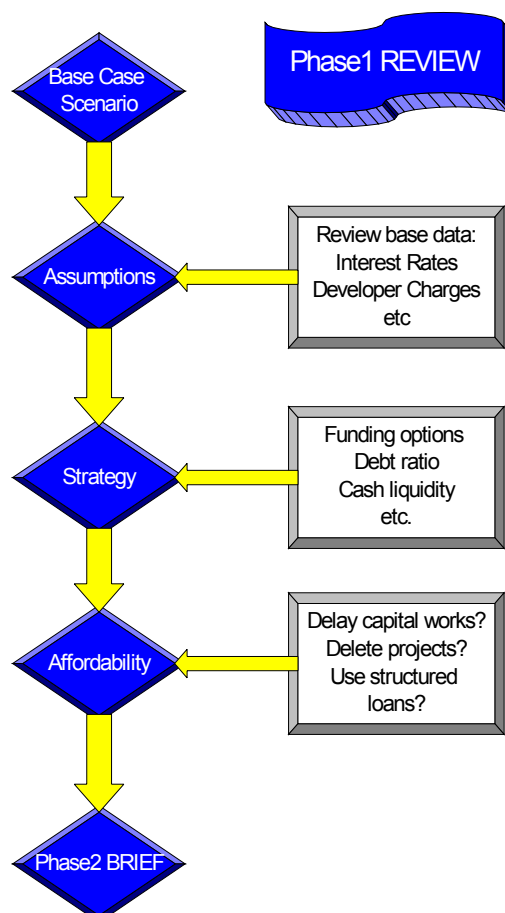 Phase1 REVIEW
Base Case
Scenario
Assumptions
Review base data:
Interest Rates
Developer Charges
etc
Strategy
Funding options
Debt ratio
Cash liquidity
etc.
Affordability
Delay capital works?
Delete projects?
Use structured
loans?
Phase2 BRIEF